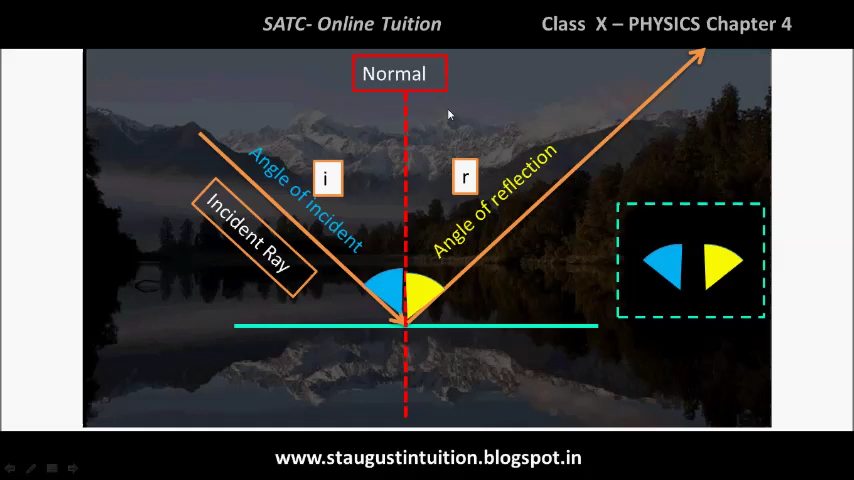 SATC- Online Tuition
Class X – PHYSICS Chapter 4
Normal
i
r
Angle of incident
Angle of reflection
Incident Ray
www.staugustintuition.blogspot.in